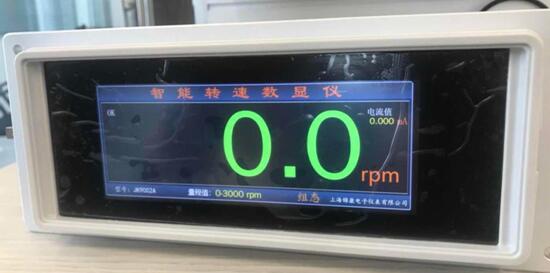 智能转速数显仪
OK
电流值
0.000 mA
0.0 rpm
型号: JK9002A 量程值: 0-3000 rpm 组态 上海锦晟电子仪表有限公司